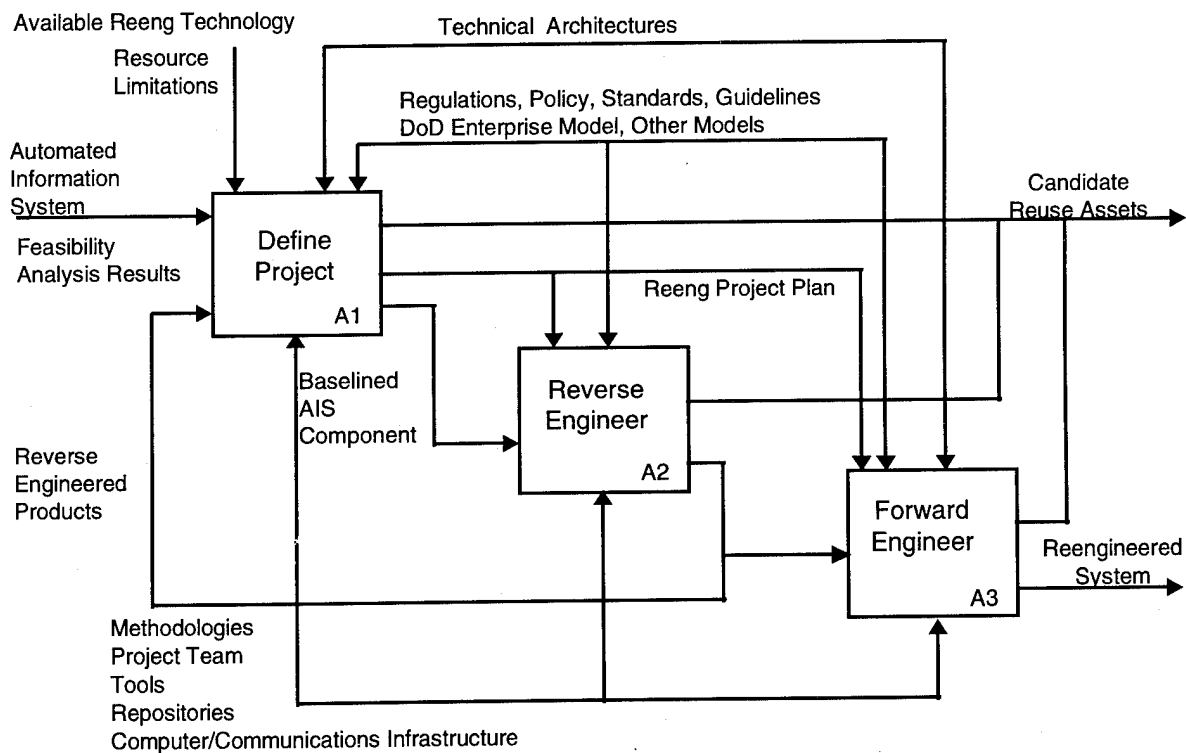 Available Reeng Technology
Resource
Limitations
Technical Architectures
Regulations, Policy, Standards, Guidelines
DoD Enterprise Model, Other Models
Automated
Information
System
Feasibility
Analysis Results
Define
Project
A1
Candidate
Reuse Assets
Reeng Project Plan
Baselined
AIS
Component
Reverse
Engineer
A2
Reverse
Engineered
Products
Forward
Engineer
A3
Reengineered
System
Methodologies
Project Team
Tools
Repositories
Computer/Communications Infrastructure